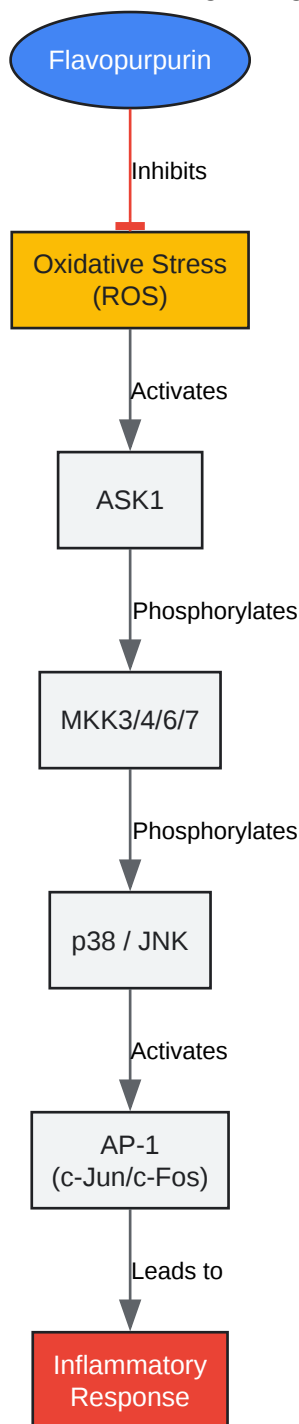 Flavopurpurin
Inhibits
Oxidative Stress
(ROS)
Activates
ASK1
Phosphorylates
MKK3/4/6/7
Phosphorylates
p38 / JNK
Activates
AP-1
(c-Jun/c-Fos)
Leads to
Inflammatory
Response